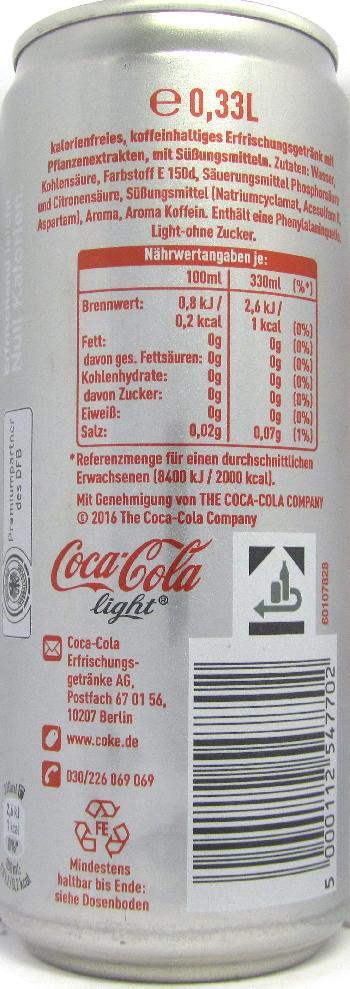 ℮ 0,33L
kalorienfreies, koffeinhaltiges Erfrischungsgetränk mit
Pflanzenextrakten, mit Süßungsmitteln. Zutaten: Wasser,
Kohlensäure, Farbstoff E 150d, Säuerungsmittel Phosphorsäure
und Citronensäure, Süßungsmittel (Natriumcyclamat, Acesulfam K,
Aspartam), Aroma, Aroma Koffein. Enthält eine Phenylalaninquelle.
Light-ohne Zucker.
Nährwertangaben je:
100ml 330ml (%*)
Brennwert: 0,8 kJ / 2,6 kJ /
0,2 kcal 1 kcal (0%)
Fett: 0g 0g (0%)
davon ges. Fettsäuren: 0g 0g (0%)
Kohlenhydrate: 0g 0g (0%)
davon Zucker: 0g 0g (0%)
Eiweiß: 0g 0g (0%)
Salz: 0,02g 0,07g (1%)
*Referenzmenge für einen durchschnittlichen
Erwachsenen (8400 kJ / 2000 kcal).
Mit Genehmigung von THE COCA-COLA COMPANY
© 2016 The Coca-Cola Company
Null Kalorien.
Premiumpartner
des DFB
Coca-Cola
light®
60107828
Coca-Cola
Erfrischungs-
getränke AG,
Postfach 67 01 56,
10207 Berlin
www.coke.de
030/226 069 069
FE
Mindestens
haltbar bis Ende:
siehe Dosenboden
5 000112 547702
2,6 kJ
1 kcal